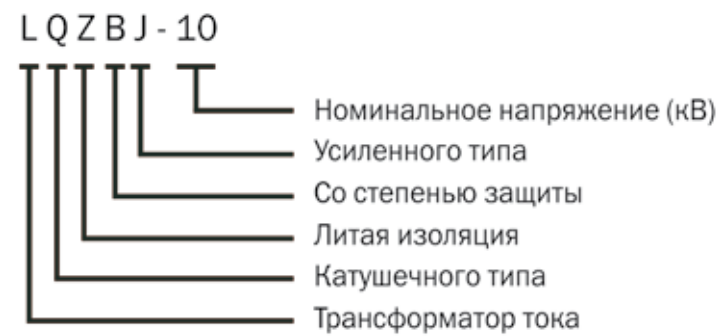 LQZBJ-10
Номинальное напряжение (кВ)
Усиленного типа
Со степенью защиты
Литая изоляция
Катушечного типа
Трансформатор тока